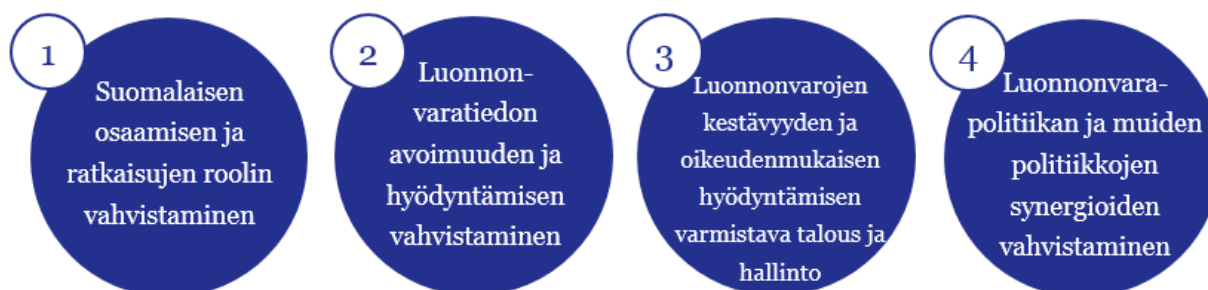 1
Suomalaisen
osaamisen ja
ratkaisujen roolin
vahvistaminen
2
Luonnon-
varatiedon
avoimuuden ja
hyödyntämisen
vahvistaminen
3
Luonnonvarojen
kestävyyden ja
oikeudenmukaisen
hyödyntämisen
varmistava talous ja
hallinto
4
Luonnonvara-
politiikan ja muiden
politiikkojen
synergioiden
vahvistaminen